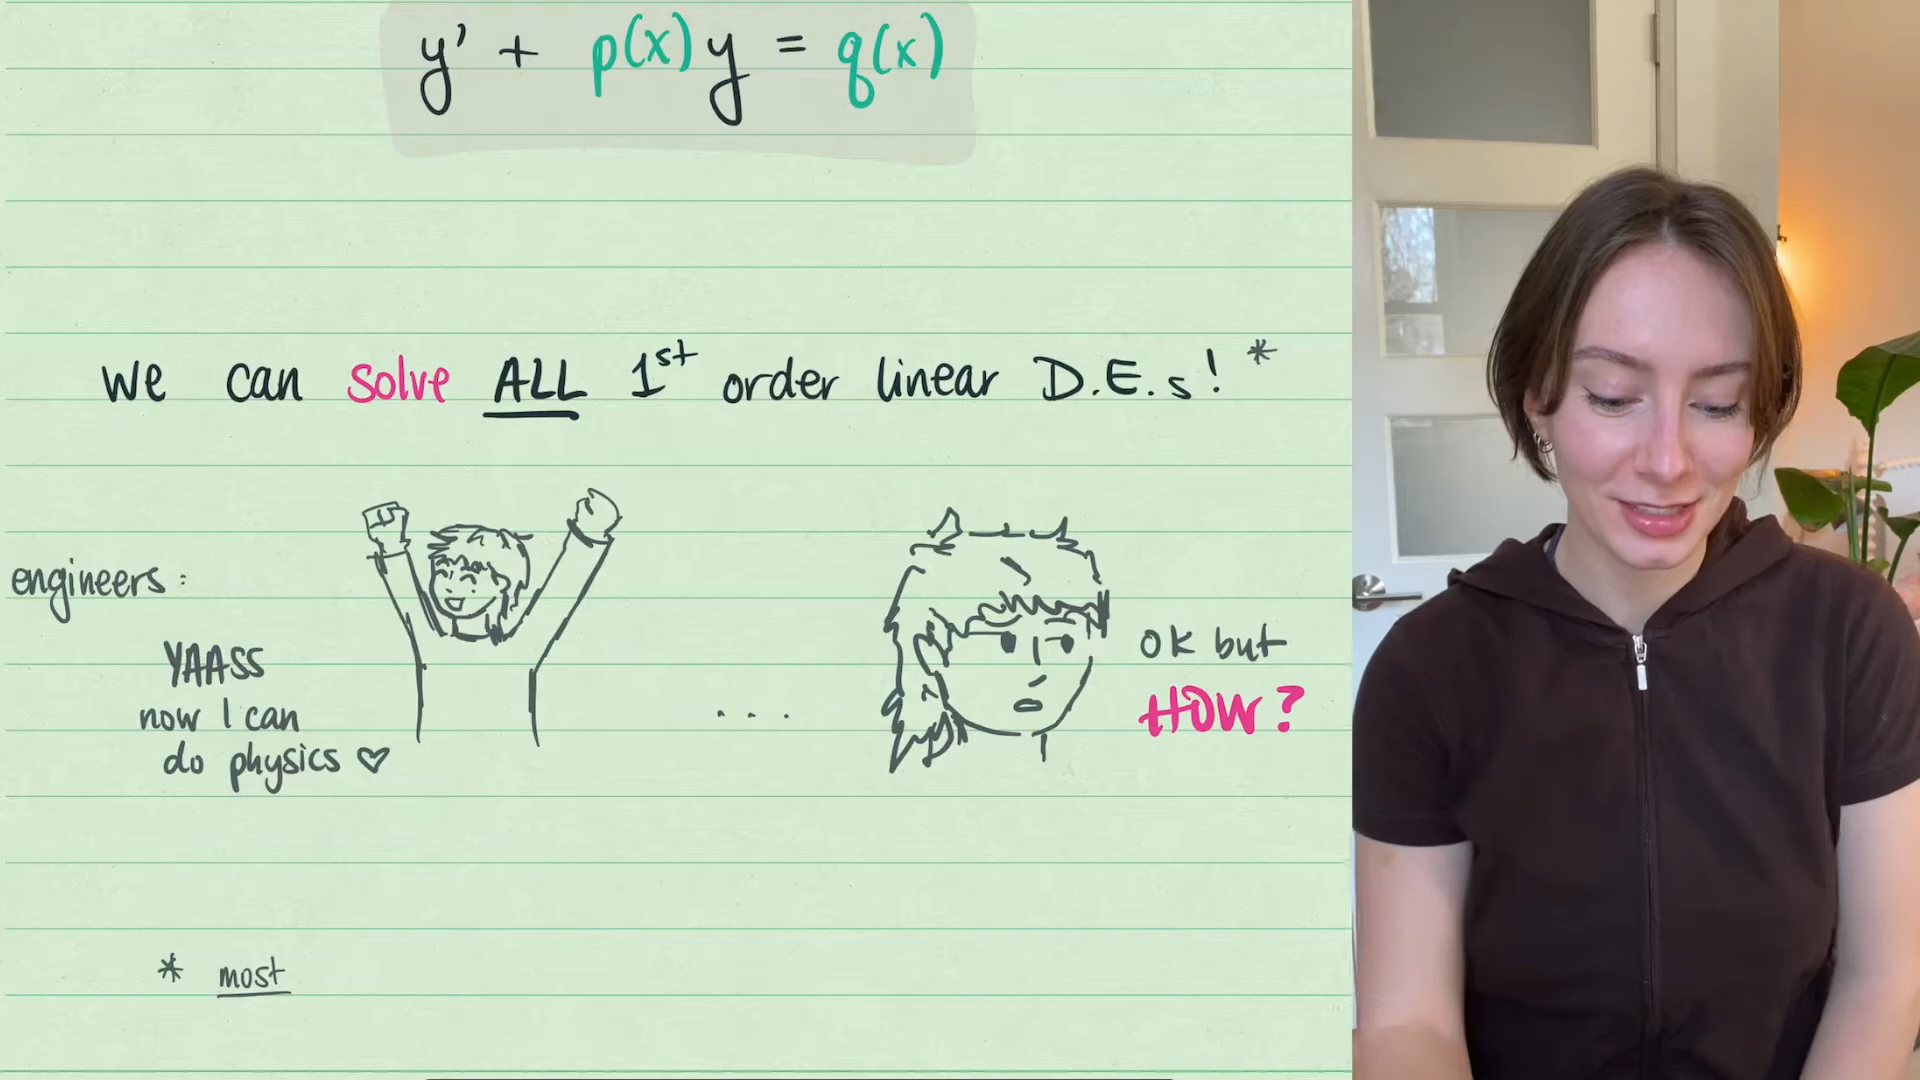 y' + p(x) y = q(x)
we can solve ALL 1st order linear D.E.s! *
engineers:
YAASS
now I can
do physics ♡
...
ok but
HOW?
* most